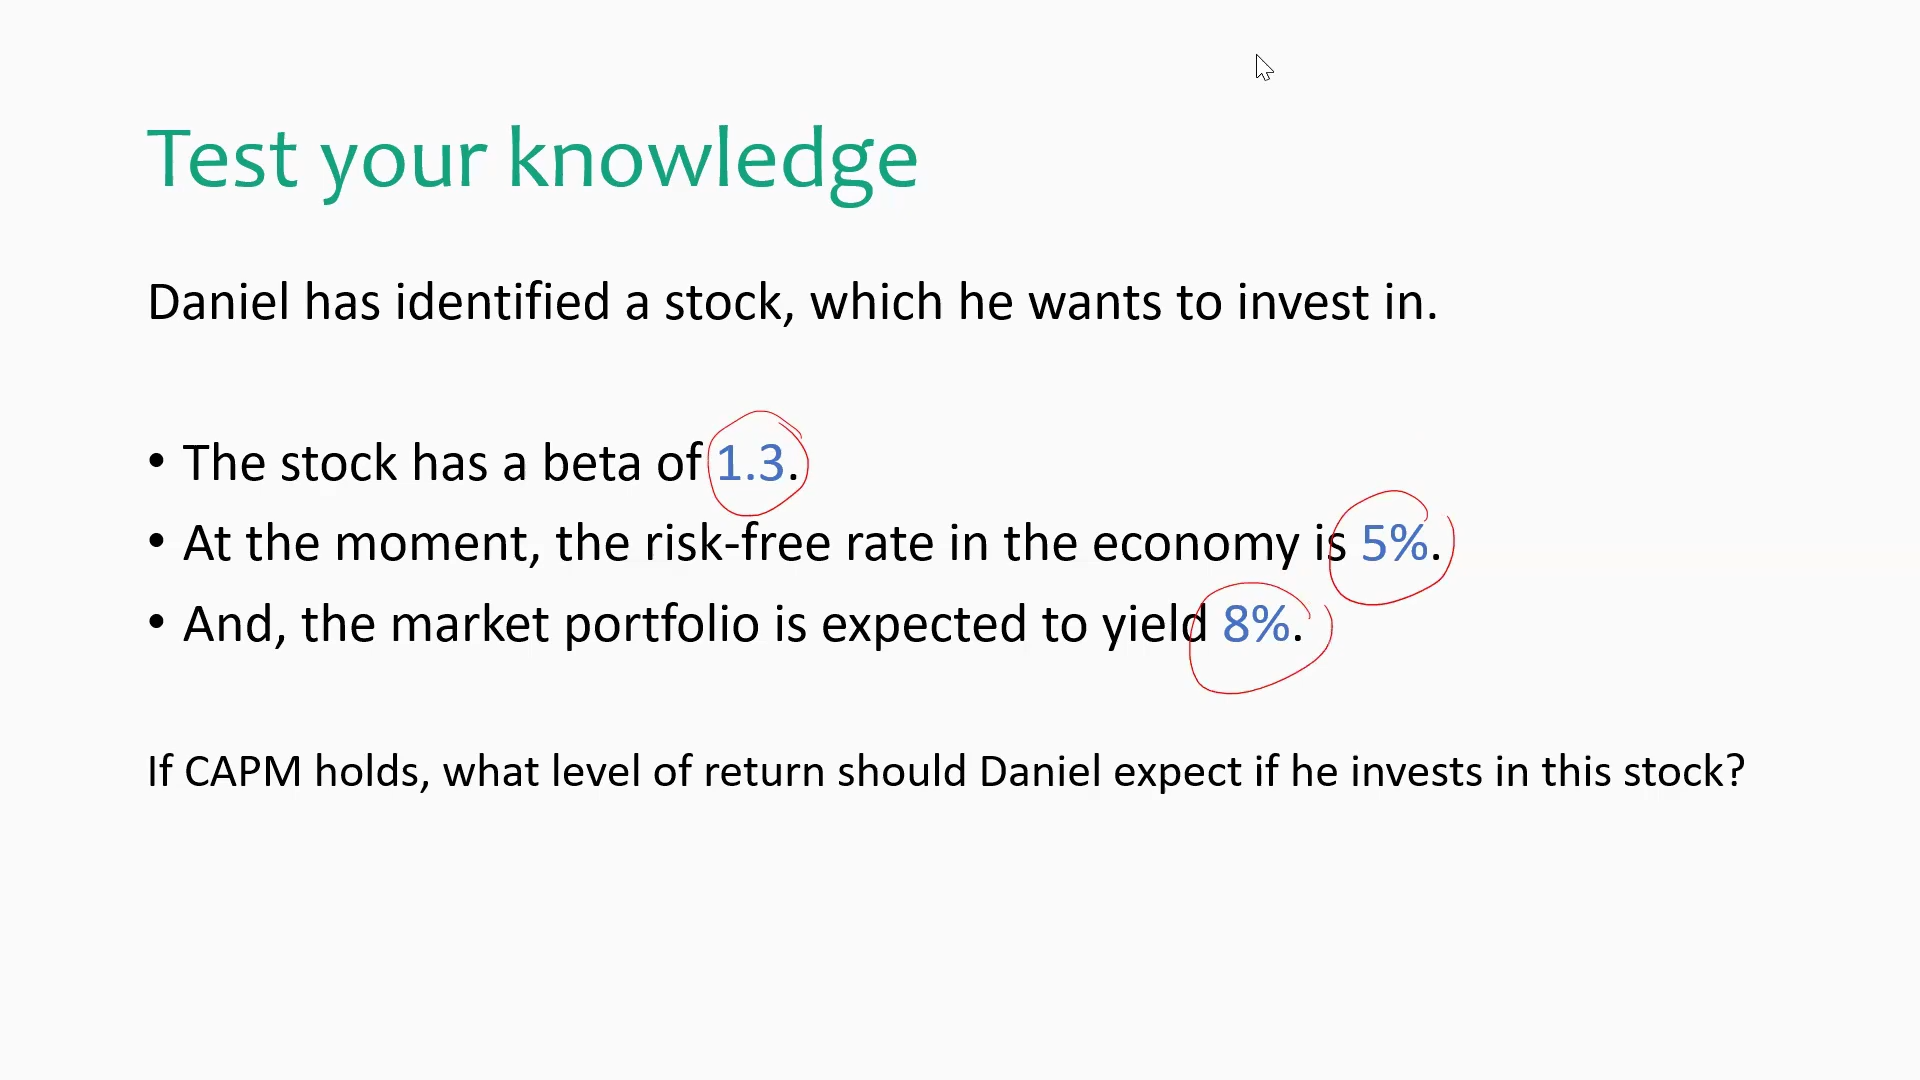 Test your knowledge
Daniel has identified a stock, which he wants to invest in.
• The stock has a beta of 1.3.
• At the moment, the risk-free rate in the economy is 5%.
• And, the market portfolio is expected to yield 8%.
If CAPM holds, what level of return should Daniel expect if he invests in this stock?